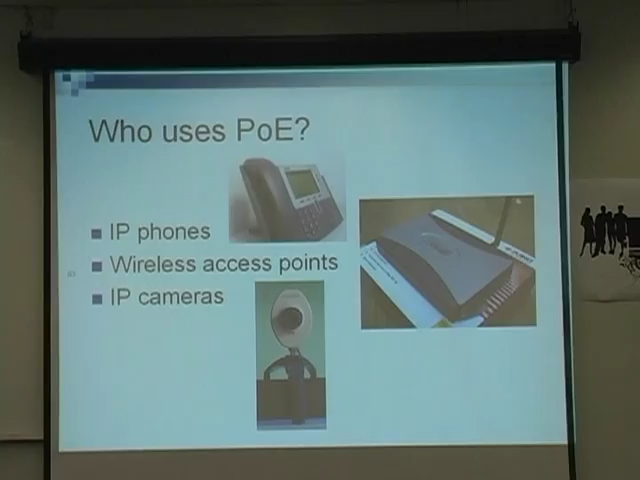 Who uses PoE?
IP phones
Wireless access points
IP cameras